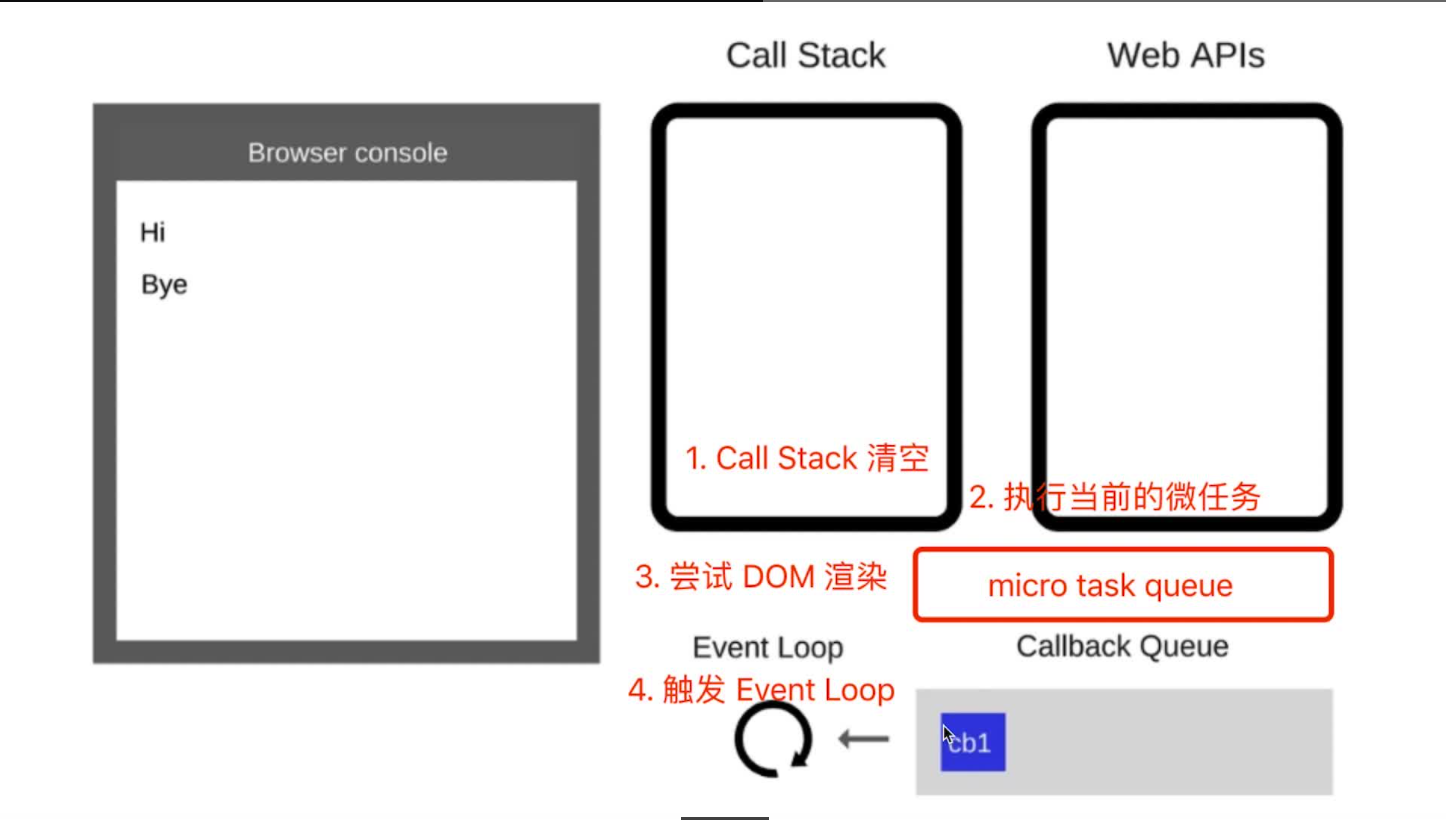 Call Stack
Web APIs
Browser console
Hi
Bye
1. Call Stack 清空
2. 执行当前的微任务
3. 尝试 DOM 渲染
micro task queue
Event Loop
Callback Queue
4. 触发 Event Loop
cb1